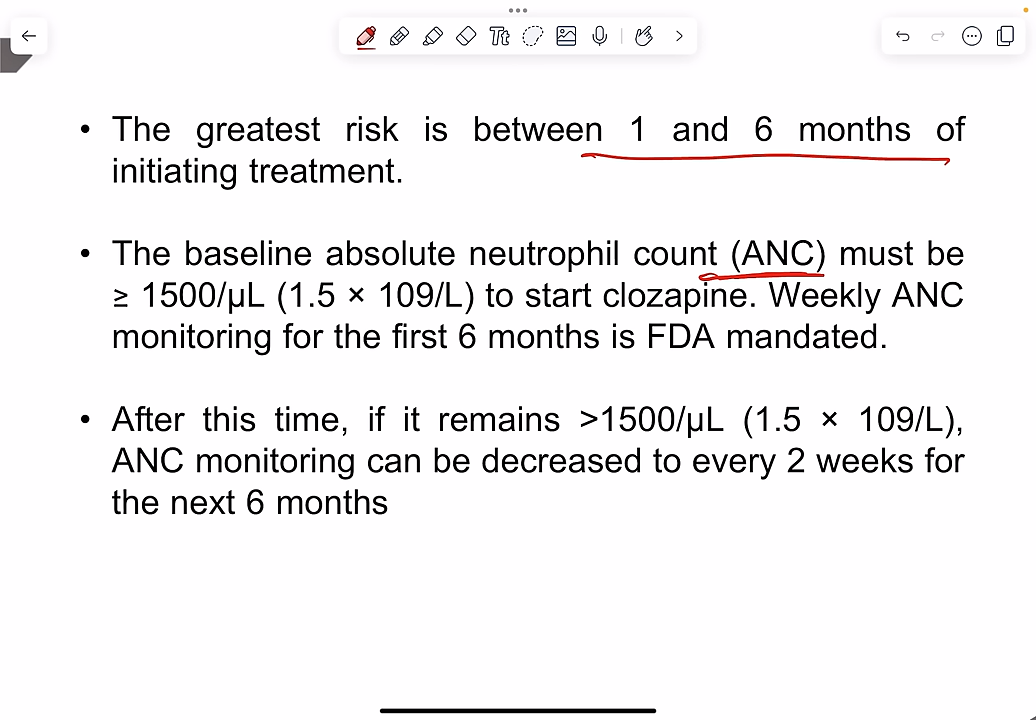 • The greatest risk is between 1 and 6 months of
initiating treatment.
• The baseline absolute neutrophil count (ANC) must be
≥ 1500/µL (1.5 × 109/L) to start clozapine. Weekly ANC
monitoring for the first 6 months is FDA mandated.
• After this time, if it remains >1500/µL (1.5 × 109/L),
ANC monitoring can be decreased to every 2 weeks for
the next 6 months